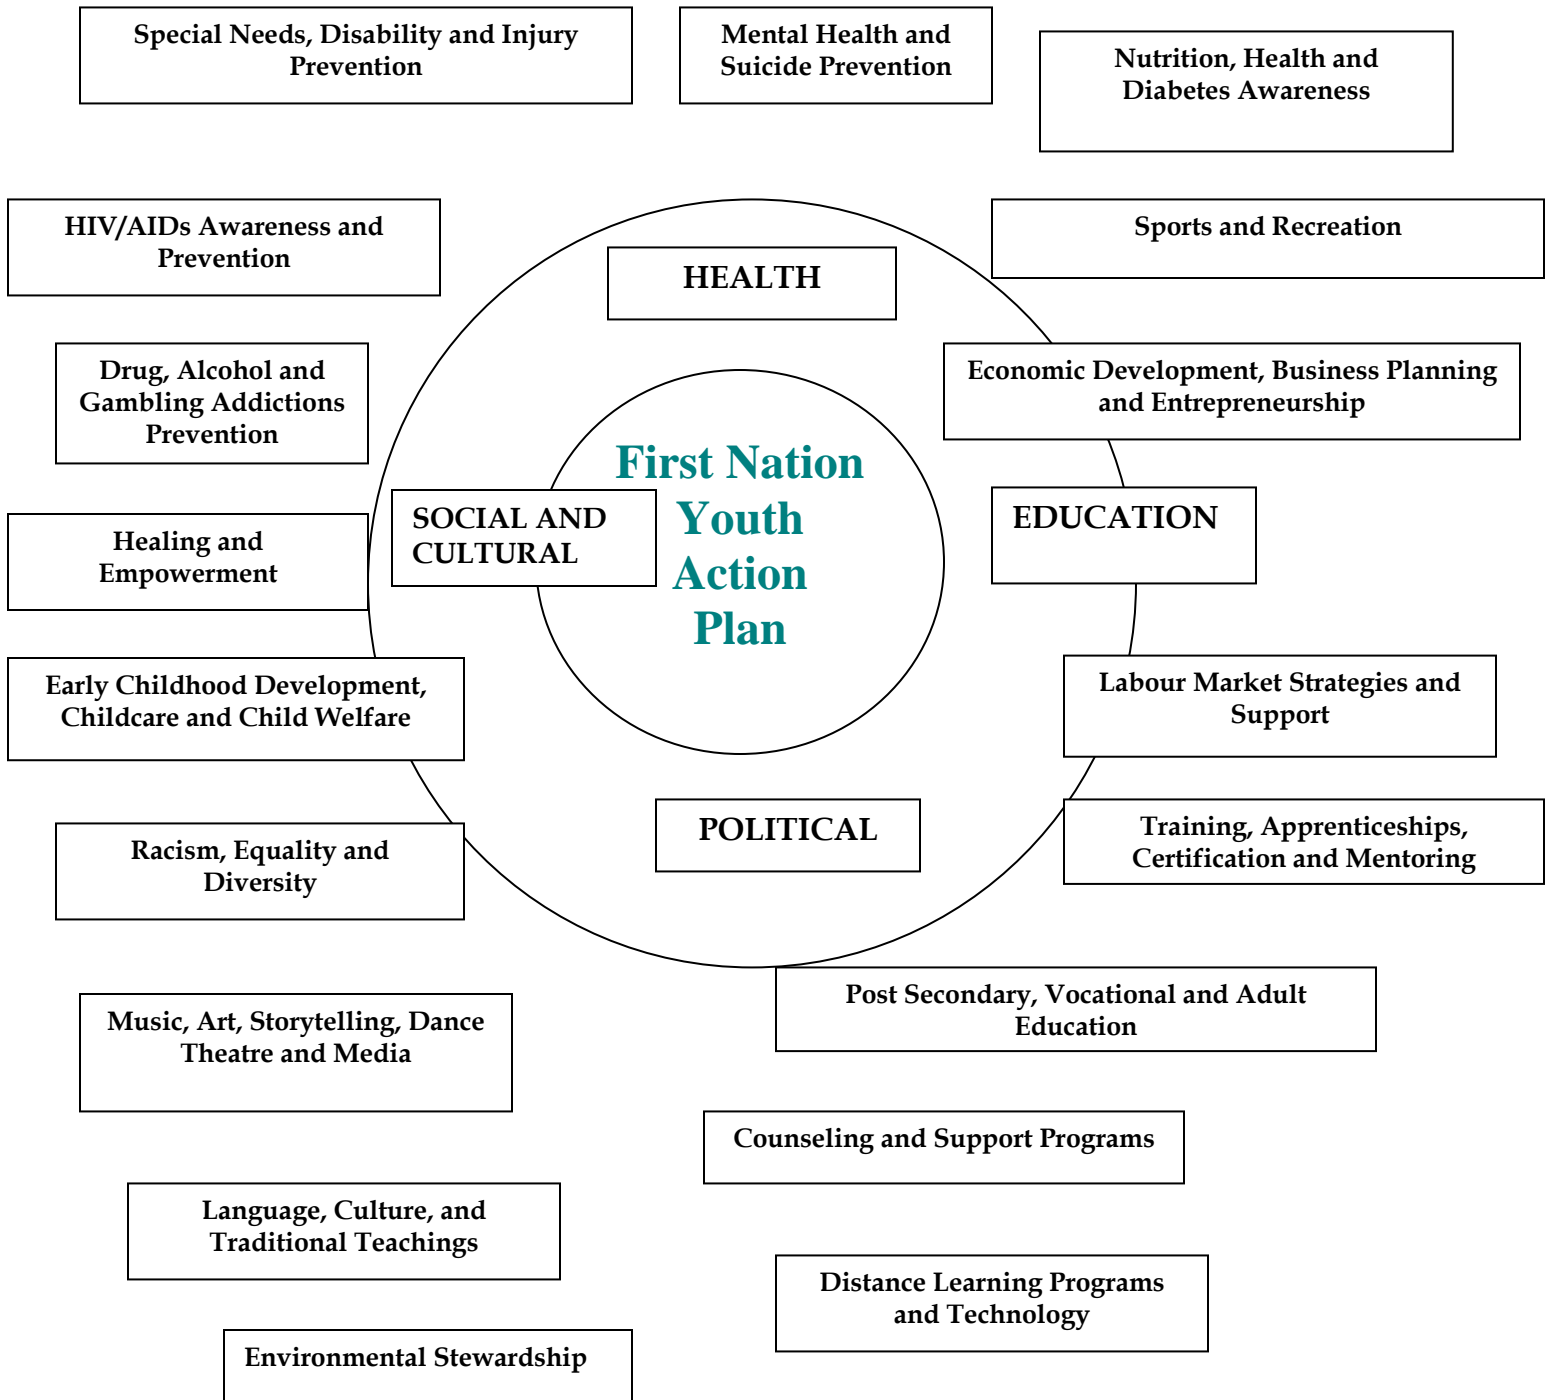 Special Needs, Disability and Injury
Prevention
Mental Health and
Suicide Prevention
Nutrition, Health and
Diabetes Awareness
HIV/AIDs Awareness and
Prevention
Sports and Recreation
HEALTH
Drug, Alcohol and
Gambling Addictions
Prevention
Economic Development, Business Planning
and Entrepreneurship
First Nation
Youth
Action
Plan
SOCIAL AND
CULTURAL
EDUCATION
Healing and
Empowerment
Early Childhood Development,
Childcare and Child Welfare
Labour Market Strategies and
Support
POLITICAL
Training, Apprenticeships,
Certification and Mentoring
Racism, Equality and
Diversity
Post Secondary, Vocational and Adult
Education
Music, Art, Storytelling, Dance
Theatre and Media
Counseling and Support Programs
Language, Culture, and
Traditional Teachings
Distance Learning Programs
and Technology
Environmental Stewardship